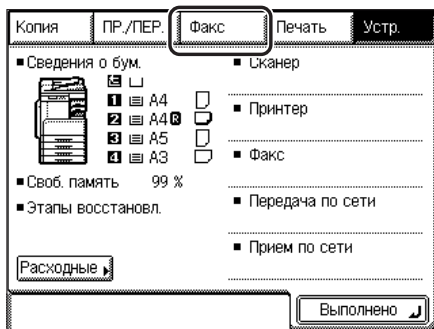 Копия ПР./ПЕР. Факс Печать Устр.
Сведения о бум.
1 A4
2 A4 R
3 A5
4 A3
Своб. память 99 %
Этапы восстановл.
Расходные
Сканер
Принтер
Факс
Передача по сети
Прием по сети
Выполнено